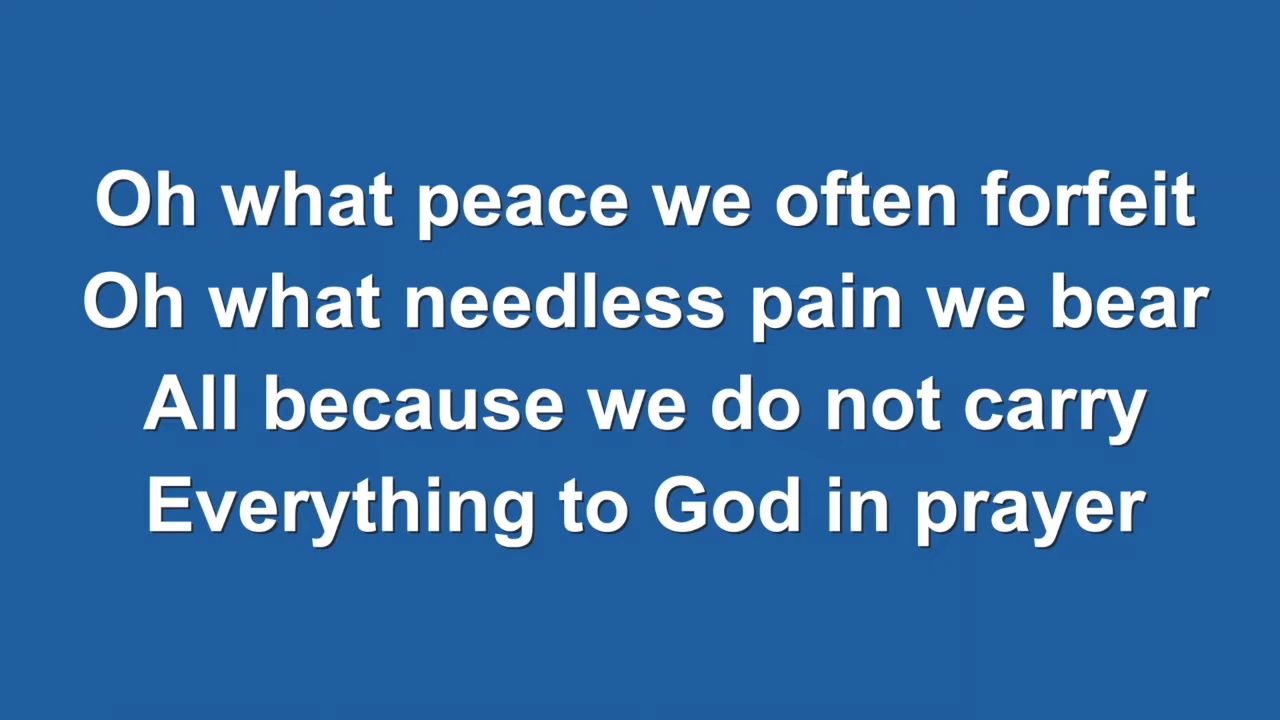 Oh what peace we often forfeit
Oh what needless pain we bear
All because we do not carry
Everything to God in prayer